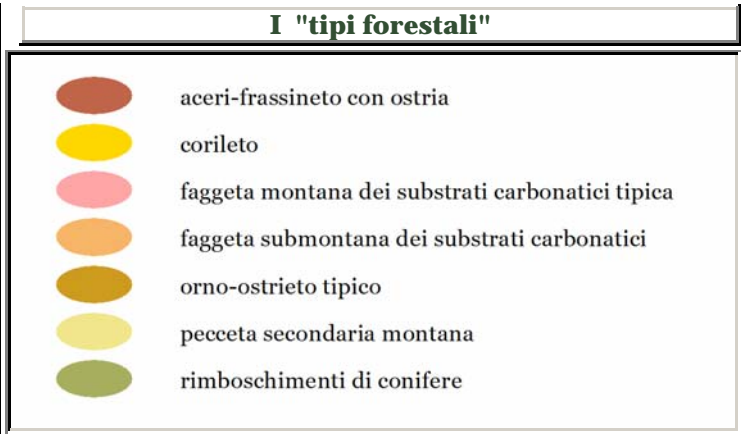 I "tipi forestali"
aceri-frassineto con ostria
corileto
faggeta montana dei substrati carbonatici tipica
faggeta submontana dei substrati carbonatici
orno-ostrieto tipico
pecceta secondaria montana
rimboschimenti di conifere